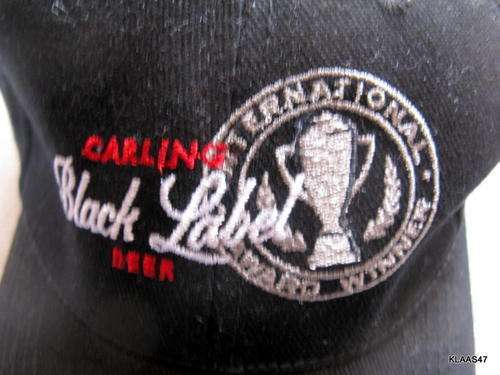 CARLING
Black Label
BEER
INTERNATIONAL
AWARD WINNER
KLAAS47